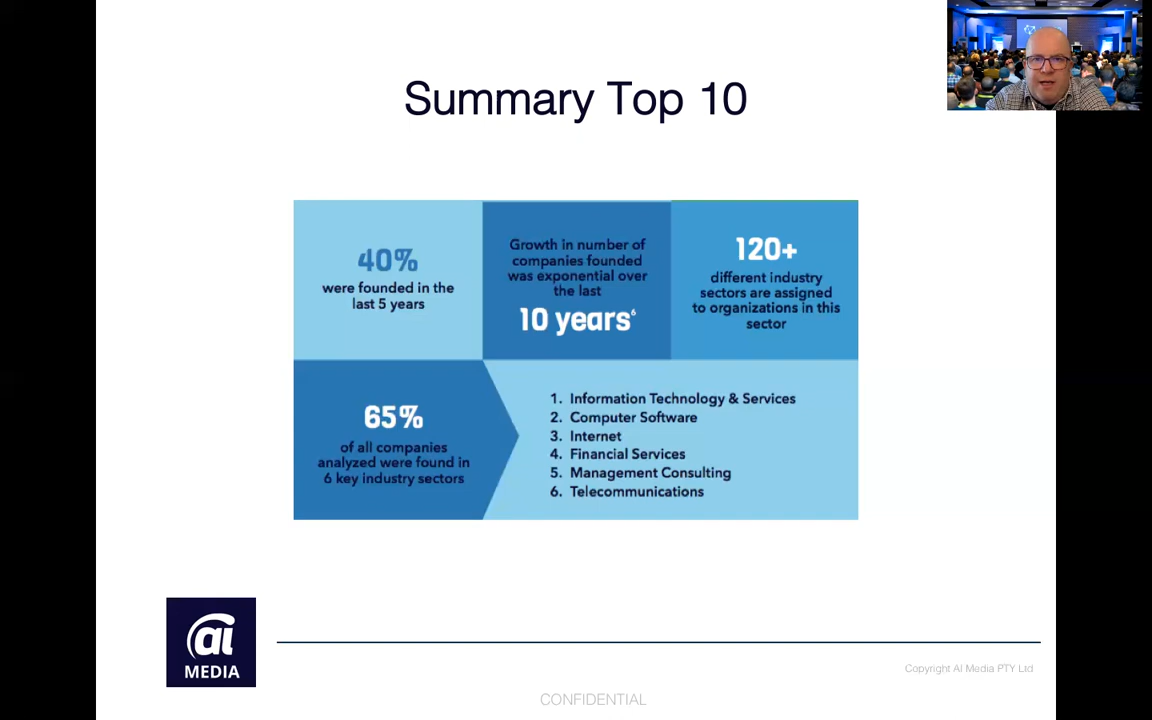 Summary Top 10
40%
were founded in the
last 5 years
Growth in number of
companies founded
was exponential over
the last
10 years⁶
120+
different industry
sectors are assigned
to organizations in this
sector
65%
of all companies
analyzed were found in
6 key industry sectors
1. Information Technology & Services
2. Computer Software
3. Internet
4. Financial Services
5. Management Consulting
6. Telecommunications
ai
MEDIA
Copyright AI Media PTY Ltd
CONFIDENTIAL